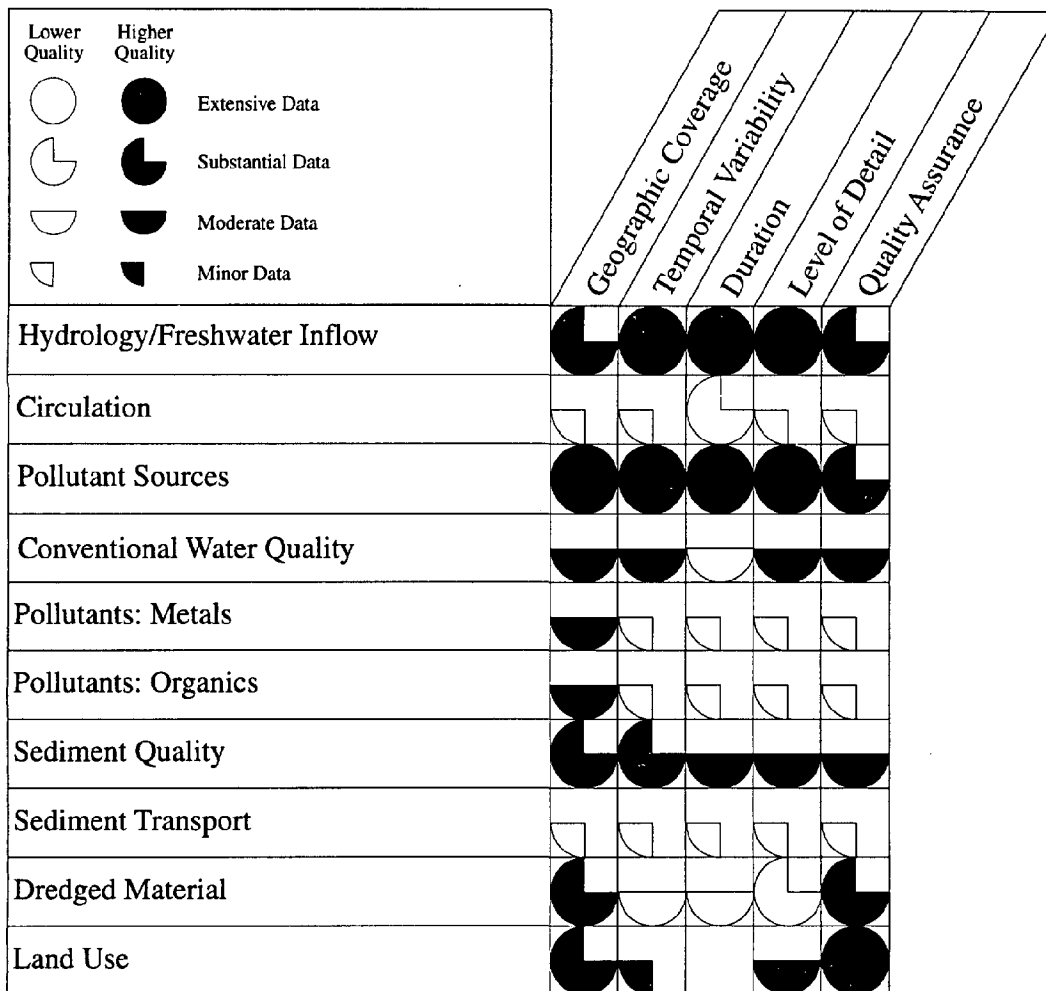 Lower Higher
Quality Quality
Extensive Data
Substantial Data
Moderate Data
Minor Data
Geographic Coverage
Temporal Variability
Duration
Level of Detail
Quality Assurance
Hydrology/Freshwater Inflow
Circulation
Pollutant Sources
Conventional Water Quality
Pollutants: Metals
Pollutants: Organics
Sediment Quality
Sediment Transport
Dredged Material
Land Use